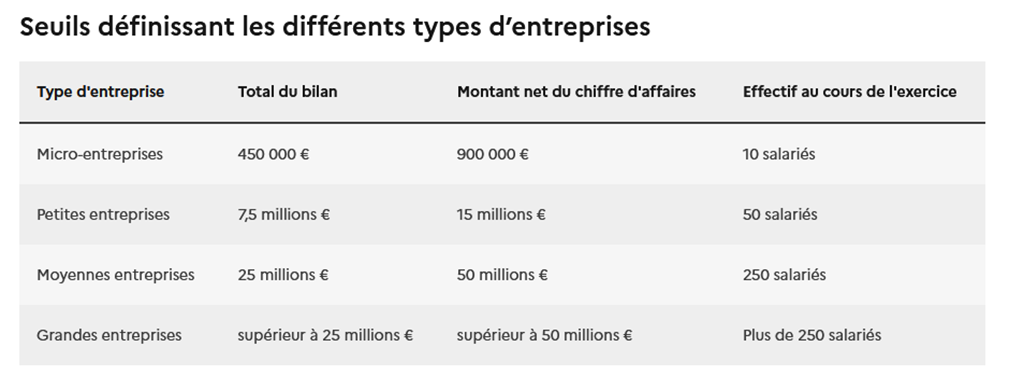 Seuils définissant les différents types d’entreprises
Type d'entreprise Total du bilan Montant net du chiffre d'affaires Effectif au cours de l'exercice
Micro-entreprises 450 000 € 900 000 € 10 salariés
Petites entreprises 7,5 millions € 15 millions € 50 salariés
Moyennes entreprises 25 millions € 50 millions € 250 salariés
Grandes entreprises supérieur à 25 millions € supérieur à 50 millions € Plus de 250 salariés